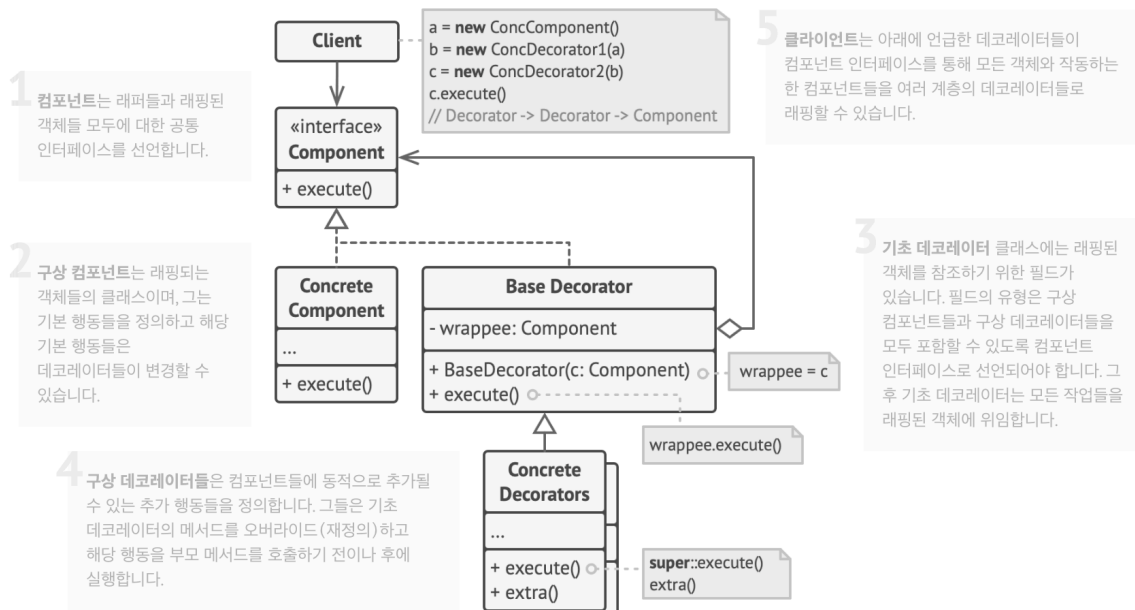 Client
a = new ConcComponent()
b = new ConcDecorator1(a)
c = new ConcDecorator2(b)
c.execute()
// Decorator -> Decorator -> Component
5
클라이언트는 아래에 언급한 데코레이터들이
컴포넌트 인터페이스를 통해 모든 객체와 작동하는
한 컴포넌트들을 여러 계층의 데코레이터들로
래핑할 수 있습니다.
1
컴포넌트는 래퍼들과 래핑된
객체들 모두에 대한 공통
인터페이스를 선언합니다.
«interface»
Component
+ execute()
2
구상 컴포넌트는 래핑되는
객체들의 클래스이며, 그는
기본 행동들을 정의하고 해당
기본 행동들은
데코레이터들이 변경할 수
있습니다.
Concrete
Component
...
+ execute()
Base Decorator
- wrappee: Component
+ BaseDecorator(c: Component)
+ execute()
wrappee = c
wrappee.execute()
3
기초 데코레이터 클래스에는 래핑된
객체를 참조하기 위한 필드가
있습니다. 필드의 유형은 구상
컴포넌트들과 구상 데코레이터들을
모두 포함할 수 있도록 컴포넌트
인터페이스로 선언되어야 합니다. 그
후 기초 데코레이터는 모든 작업들을
래핑된 객체에 위임합니다.
4
구상 데코레이터들은 컴포넌트들에 동적으로 추가될
수 있는 추가 행동들을 정의합니다. 그들은 기초
데코레이터의 메서드를 오버라이드(재정의)하고
해당 행동을 부모 메서드를 호출하기 전이나 후에
실행합니다.
Concrete
Decorators
...
+ execute()
+ extra()
super::execute()
extra()